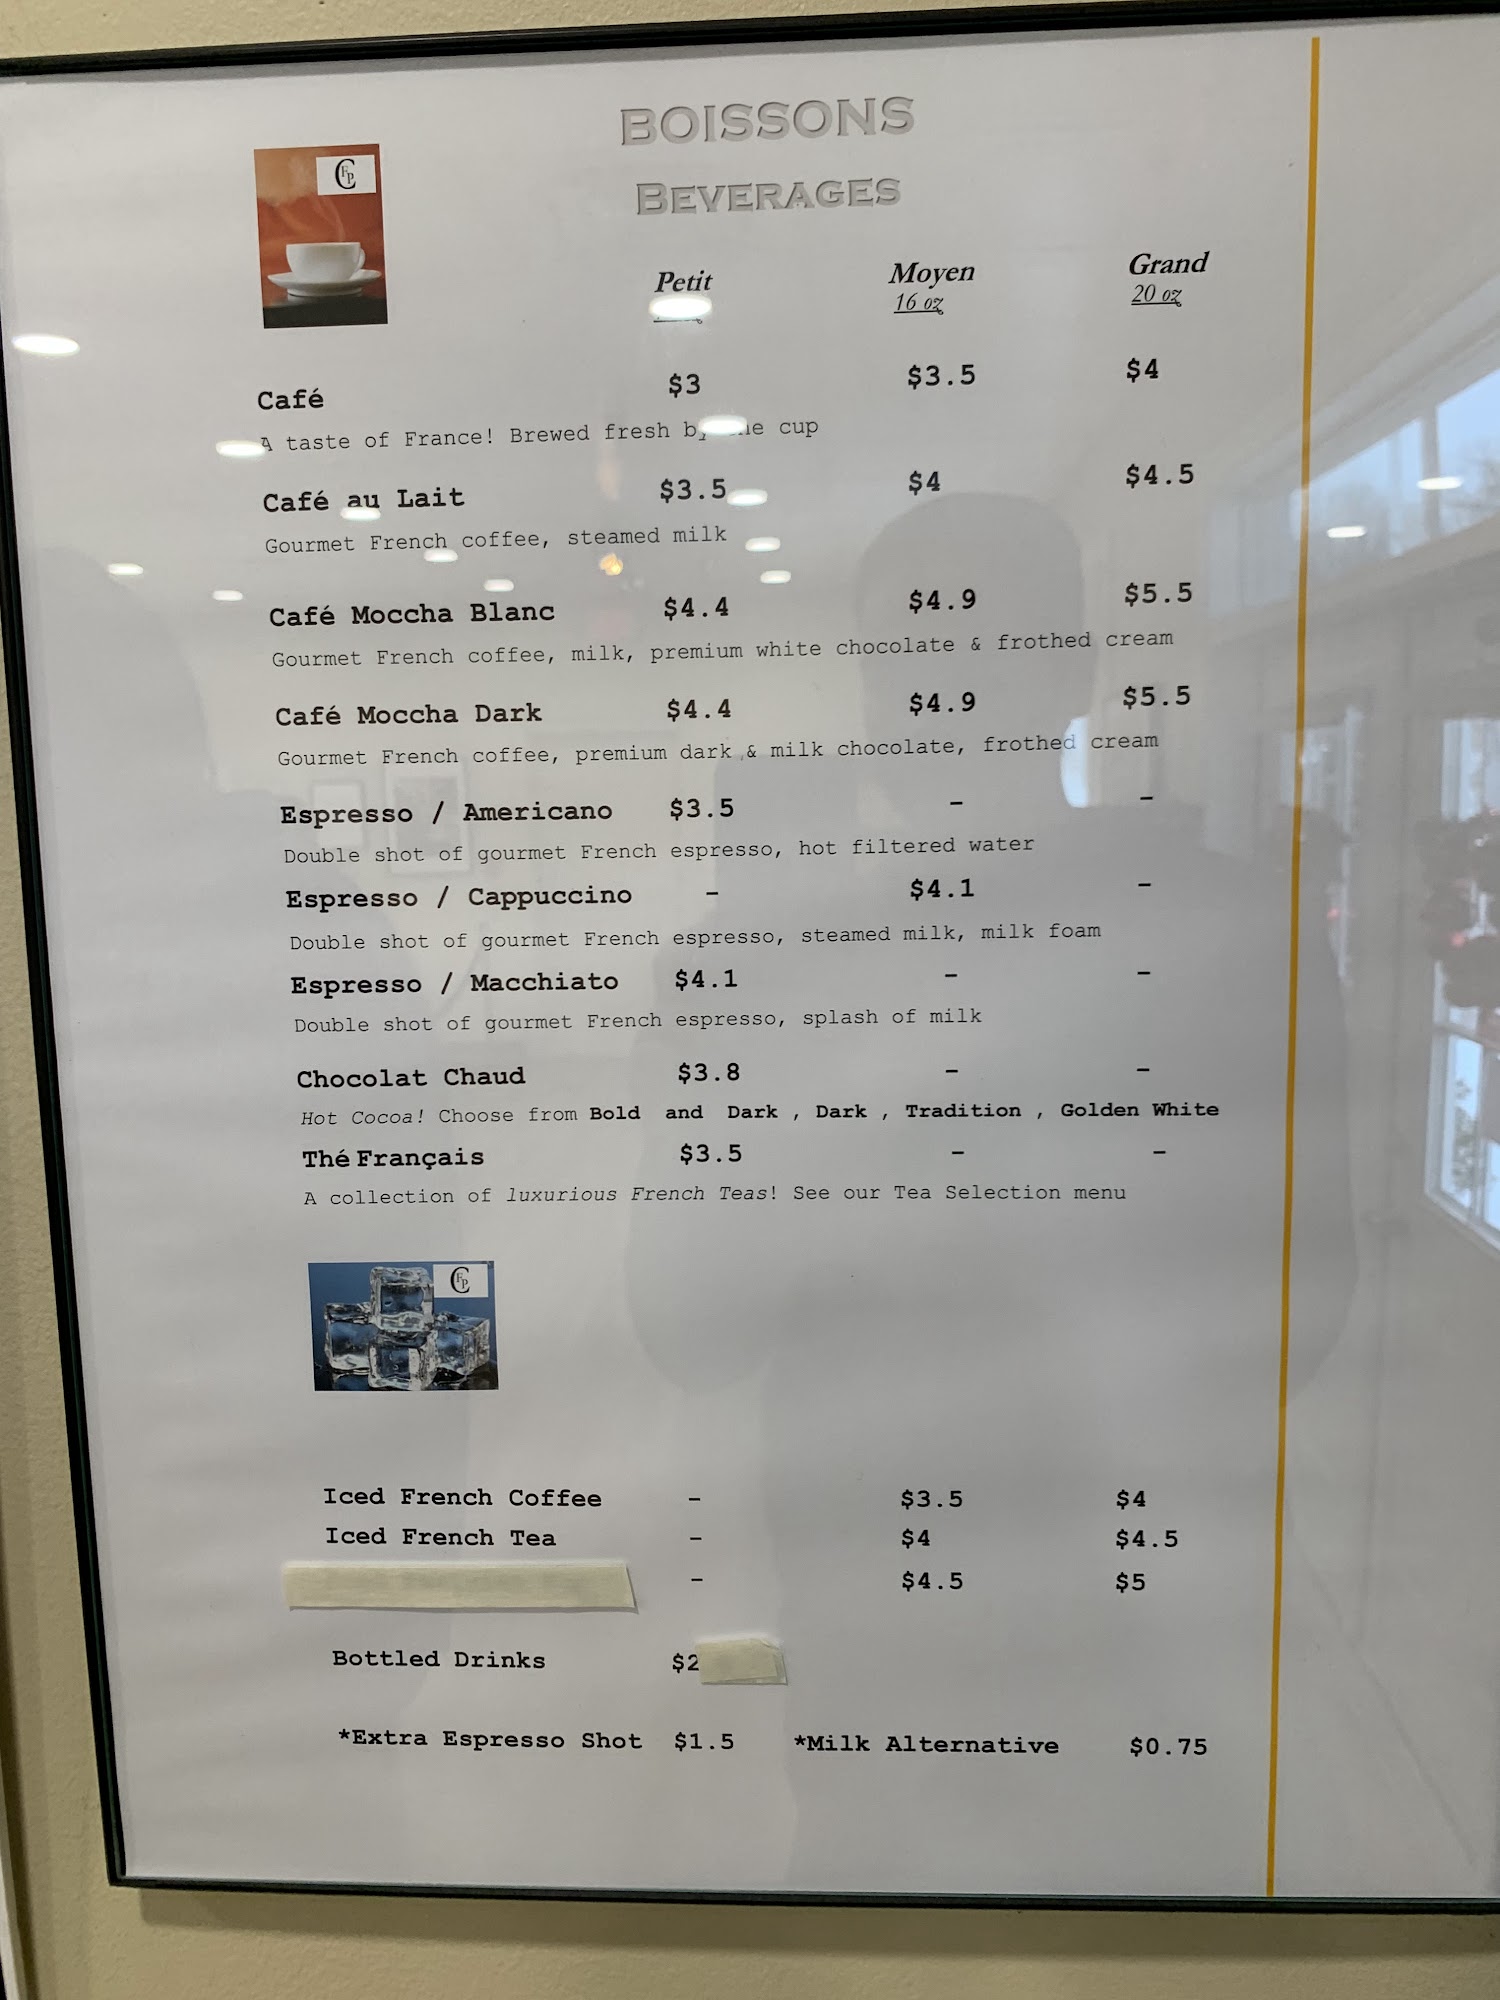 BOISSONS
BEVERAGES
Petit Moyen Grand
16 oz 20 oz
Café $3 $3.5 $4
A taste of France! Brewed fresh cup
Café au Lait $3.5 $4 $4.5
Gourmet French coffee, steamed milk
Café Moccha Blanc $4.4 $4.9 $5.5
Gourmet French coffee, milk, premium white chocolate & frothed cream
Café Moccha Dark $4.4 $4.9 $5.5
Gourmet French coffee, premium dark & milk chocolate, frothed cream
Espresso / Americano $3.5 – –
Double shot of gourmet French espresso, hot filtered water
Espresso / Cappuccino – $4.1 –
Double shot of gourmet French espresso, steamed milk, milk foam
Espresso / Macchiato $4.1 – –
Double shot of gourmet French espresso, splash of milk
Chocolat Chaud $3.8 – –
Hot Cocoa! Choose from Bold and Dark , Dark , Tradition , Golden White
Thé Français $3.5 – –
A collection of luxurious French Teas! See our Tea Selection menu
Iced French Coffee – $3.5 $4
Iced French Tea – $4 $4.5
– $4.5 $5
Bottled Drinks $2
*Extra Espresso Shot $1.5 *Milk Alternative $0.75